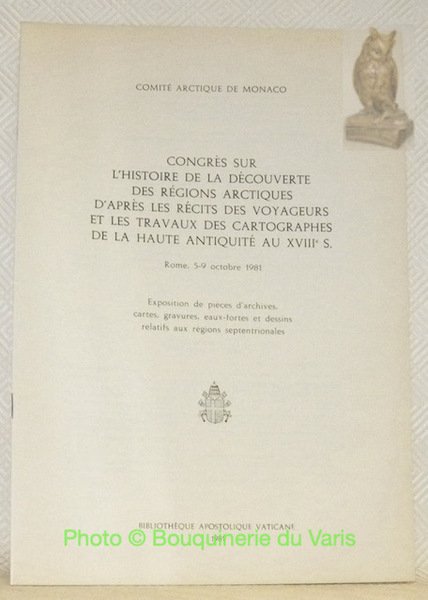 COMITÉ ARCTIQUE DE MONACO
CONGRÈS SUR
L'HISTOIRE DE LA DÉCOUVERTE
DES RÉGIONS ARCTIQUES
D'APRÈS LES RÉCITS DES VOYAGEURS
ET LES TRAVAUX DES CARTOGRAPHES
DE LA HAUTE ANTIQUITÉ AU XVIIIe S.
Rome, 5-9 octobre 1981
Exposition de pièces d'archives,
cartes, gravures, eaux-fortes et dessins
relatifs aux régions septentrionales
BIBLIOTHÈQUE APOSTOLIQUE VATICANE
1981
Photo © Bouquinerie du Varis